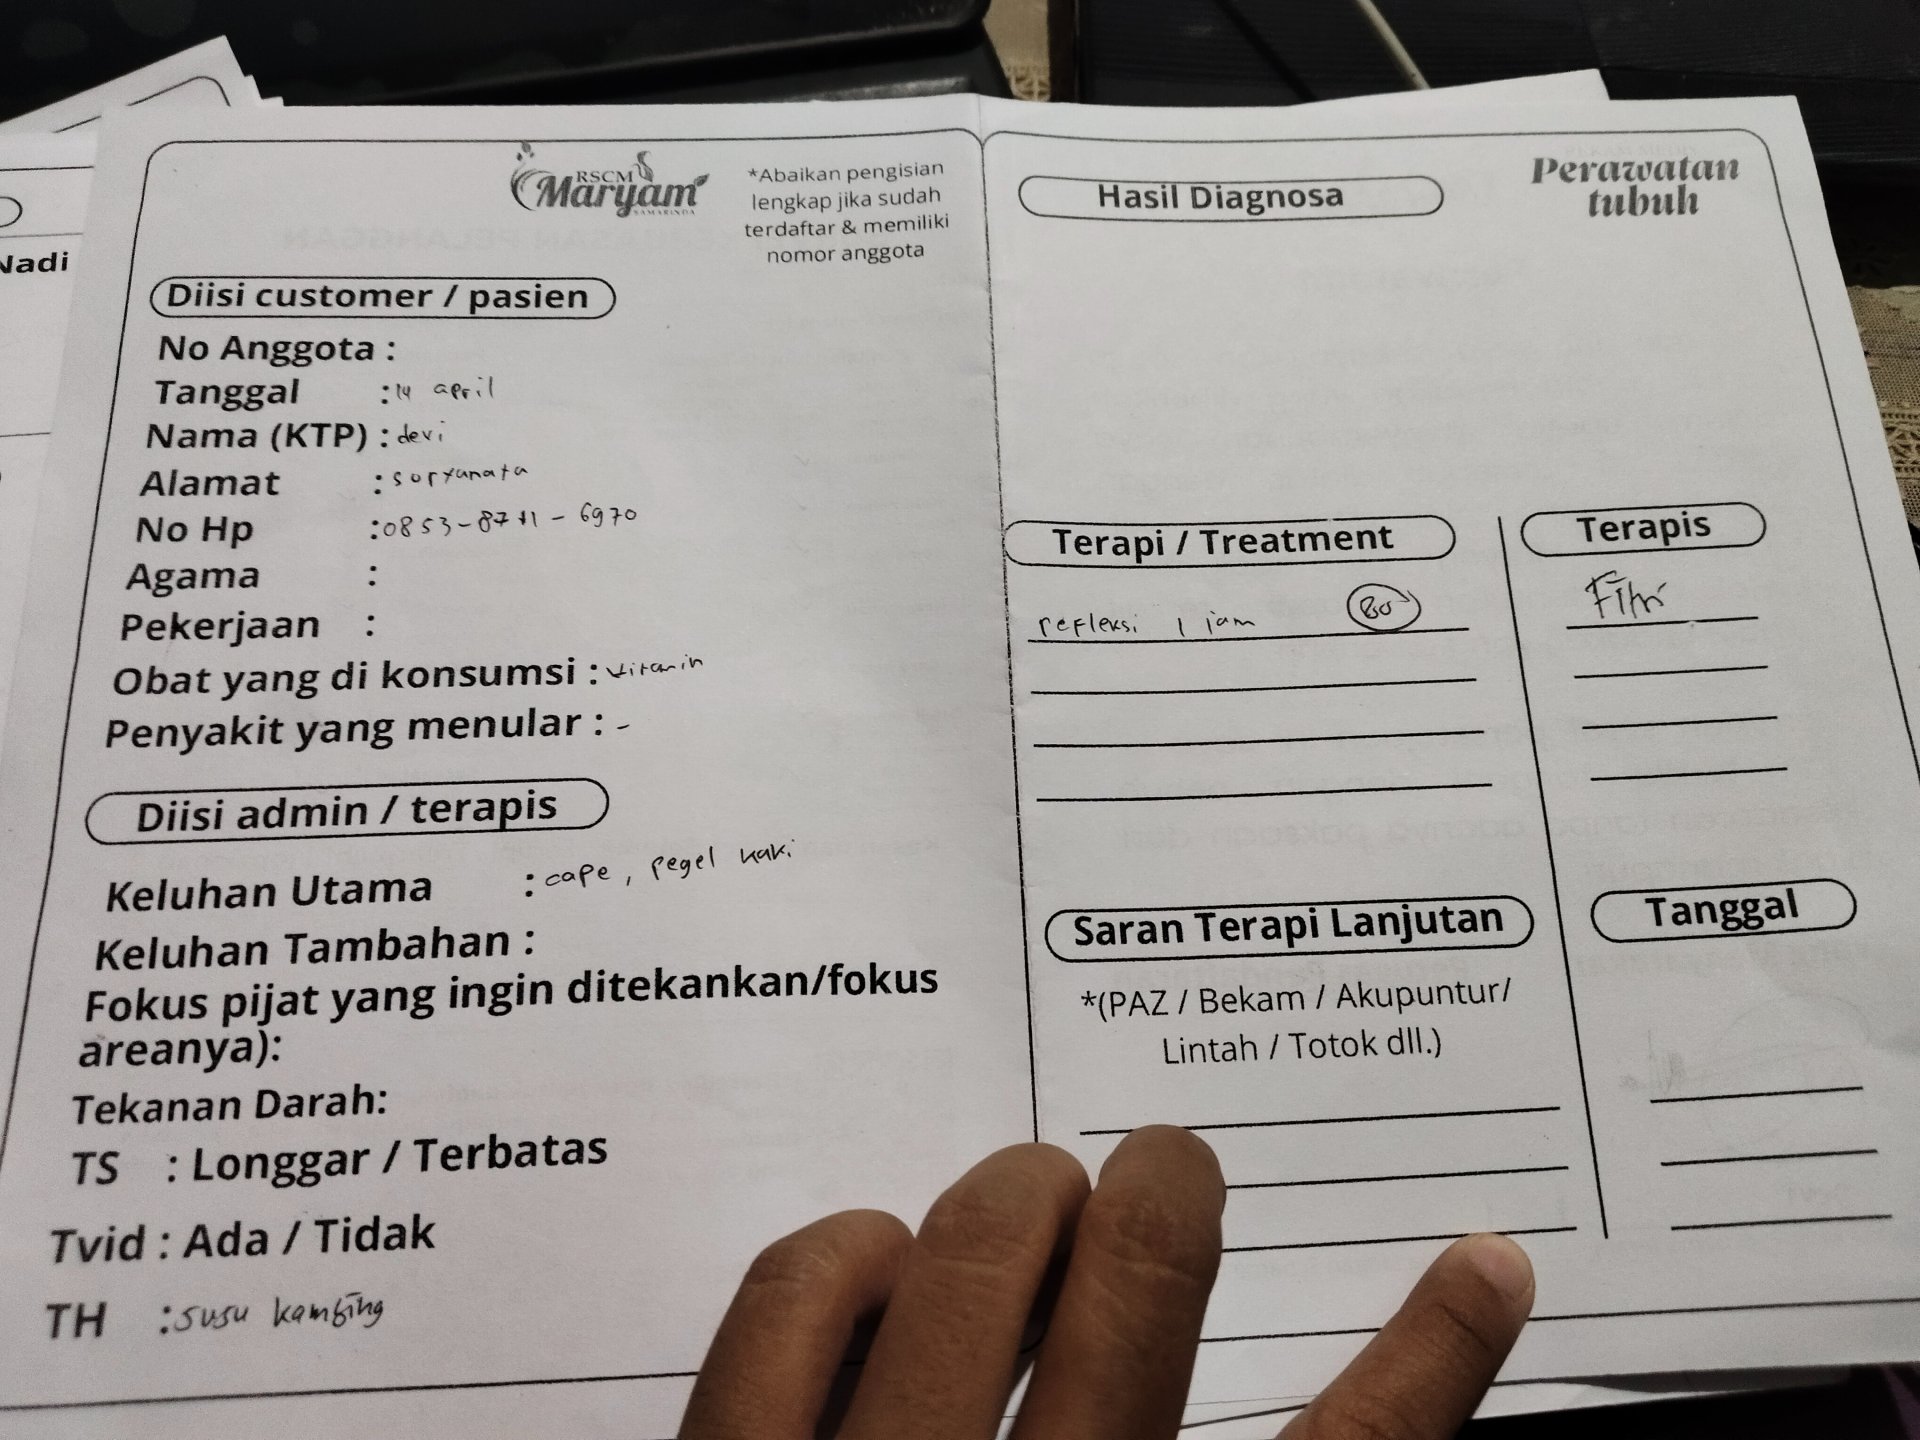 Nadi
RSCM
Maryam
SAMARINDA
*Abaikan pengisian
lengkap jika sudah
terdaftar & memiliki
nomor anggota
Diisi customer / pasien
No Anggota :
Tanggal : 14 april
Nama (KTP) : devi
Alamat : soryanata
No Hp : 0853-8711-6970
Agama :
Pekerjaan :
Obat yang di konsumsi : vitamin
Penyakit yang menular : -
Diisi admin / terapis
Keluhan Utama : cape, pegel kaki
Keluhan Tambahan :
Fokus pijat yang ingin ditekankan/fokus
areanya):
Tekanan Darah:
TS : Longgar / Terbatas
Tvid : Ada / Tidak
TH : susu kambing
Perawatan
tubuh
Hasil Diagnosa
Terapi / Treatment
refleksi 1 jam 80
Terapis
Fitri
Saran Terapi Lanjutan
*(PAZ / Bekam / Akupuntur/
Lintah / Totok dll.)
Tanggal